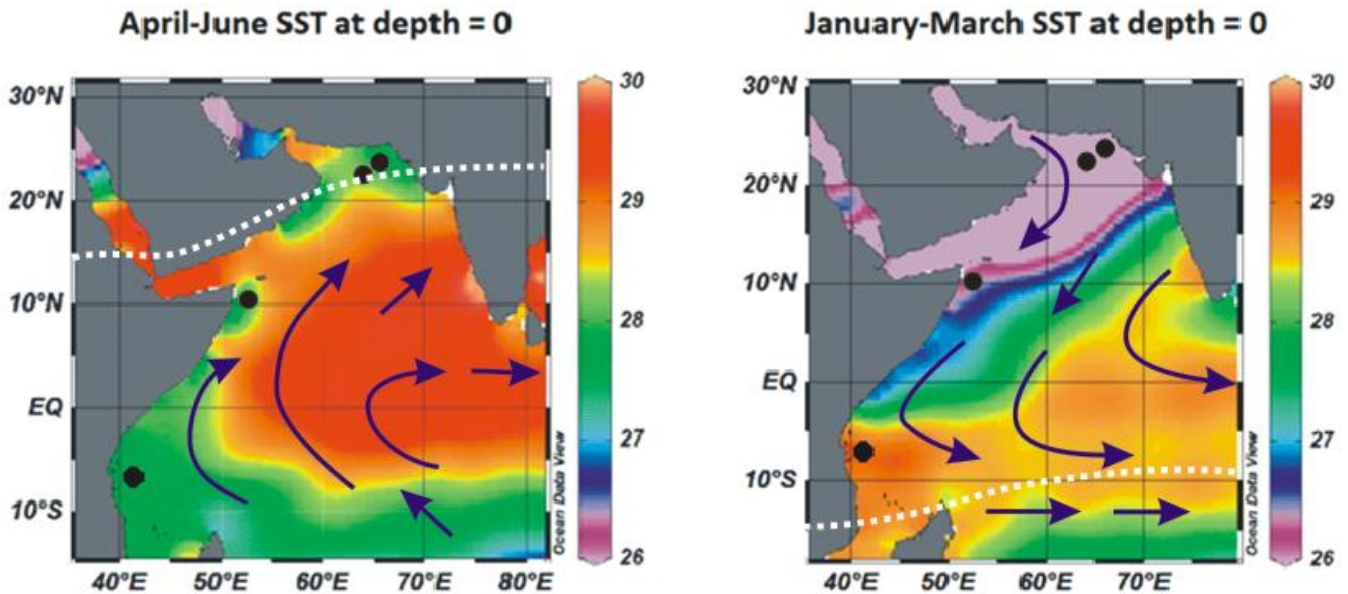 April-June SST at depth = 0
January-March SST at depth = 0
30°N
20°N
10°N
EQ
10°S
40°E
50°E
60°E
70°E
80°E
30
29
28
27
26
Ocean Data View
30°N
20°N
10°N
EQ
10°S
40°E
50°E
60°E
70°E
30
29
28
27
26
Ocean Data View